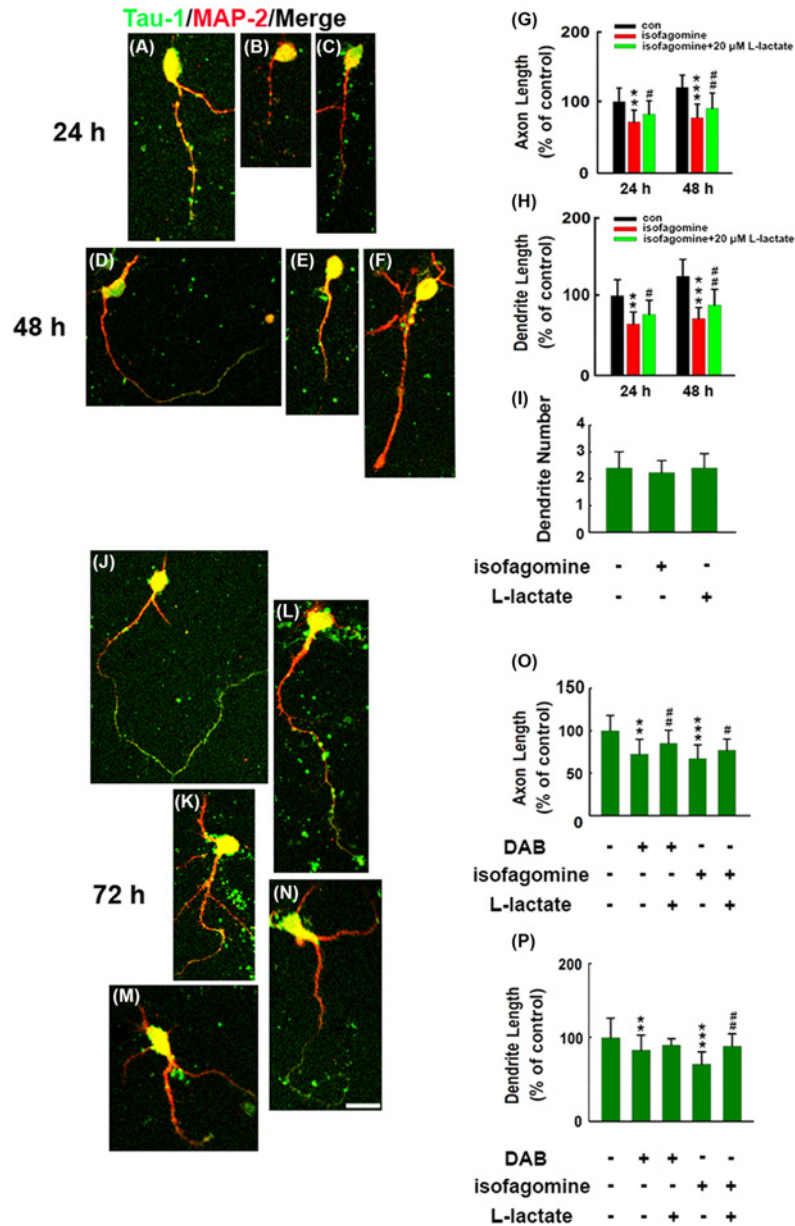 Tau-1/MAP-2/Merge
24 h
(A)
(B)
(C)
48 h
(D)
(E)
(F)
(G)
con
isofagomine
isofagomine+20 µM L-lactate
Axon Length
(% of control)
200
100
0
**
#
***
##
24 h
48 h
(H)
con
isofagomine
isofagomine+20 µM L-lactate
Dendrite Length
(% of control)
200
100
0
**
#
***
##
24 h
48 h
(I)
Dendrite Number
4
3
2
1
0
isofagomine - + -
L-lactate - - +
72 h
(J)
(L)
(K)
(N)
(M)
(O)
Axon Length
(% of control)
150
100
50
0
**
##
***
#
DAB - + + - -
isofagomine - - - + +
L-lactate - - + - +
(P)
Dendrite Length
(% of control)
200
100
0
**
***
##
DAB - + + - -
isofagomine - - - + +
L-lactate - - + - +